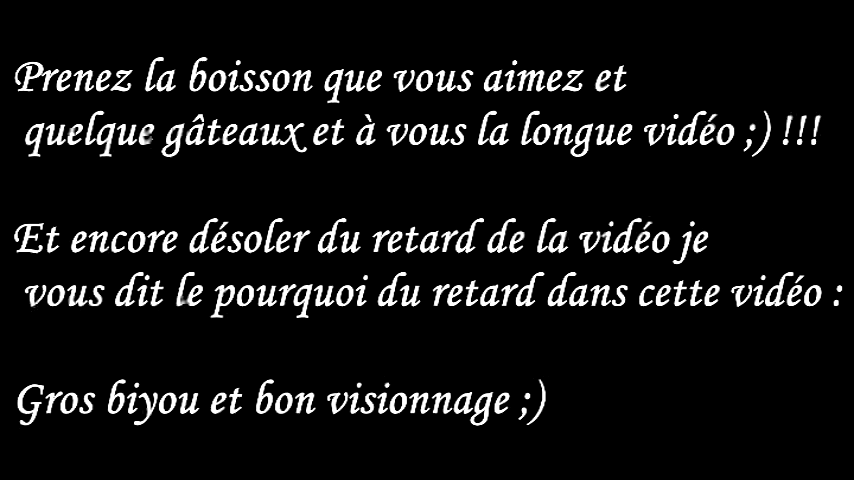 Prenez la boisson que vous aimez et
quelque gâteaux et à vous la longue vidéo ;) !!!
Et encore désoler du retard de la vidéo je
vous dit le pourquoi du retard dans cette vidéo :
Gros biyou et bon visionnage ;)